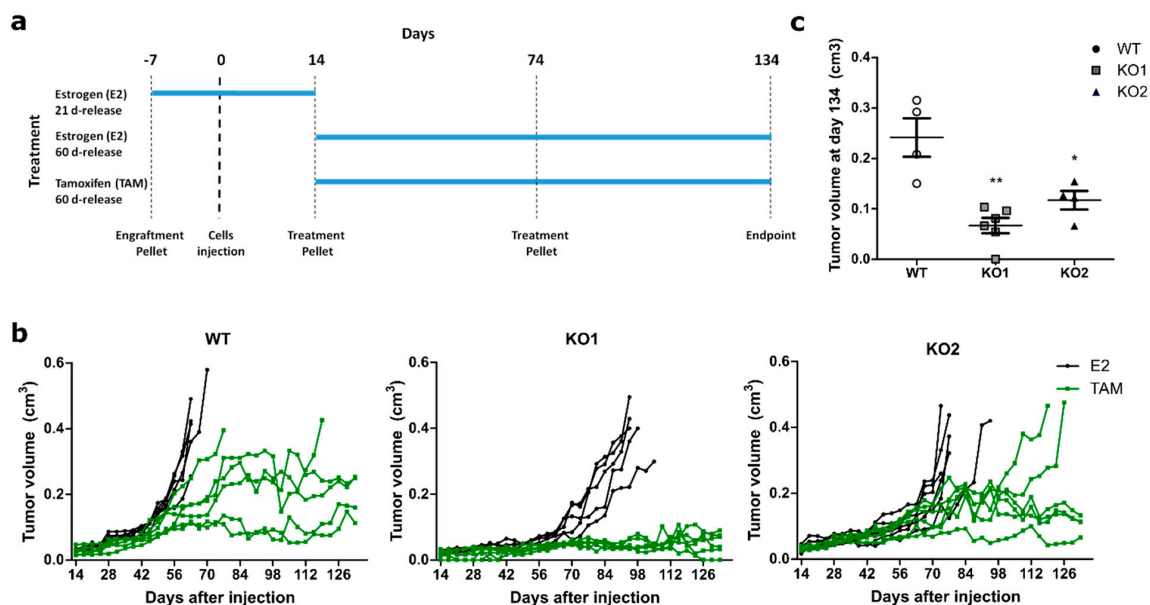 a
Days
-7 0 14 74 134
Treatment
Estrogen (E2)
21 d-release
Estrogen (E2)
60 d-release
Tamoxifen (TAM)
60 d-release
Engraftment
Pellet
Cells
injection
Treatment
Pellet
Treatment
Pellet
Endpoint
c
Tumor volume at day 134 (cm3)
0.4
0.3
0.2
0.1
0.0
**
*
WT KO1 KO2
WT
KO1
KO2
b
WT
Tumor volume (cm3)
0.6
0.4
0.2
0.0
14 28 42 56 70 84 98 112 126
Days after injection
KO1
Tumor volume (cm3)
0.6
0.4
0.2
0.0
14 28 42 56 70 84 98 112 126
Days after injection
KO2
Tumor volume (cm3)
0.6
0.4
0.2
0.0
14 28 42 56 70 84 98 112 126
Days after injection
E2
TAM